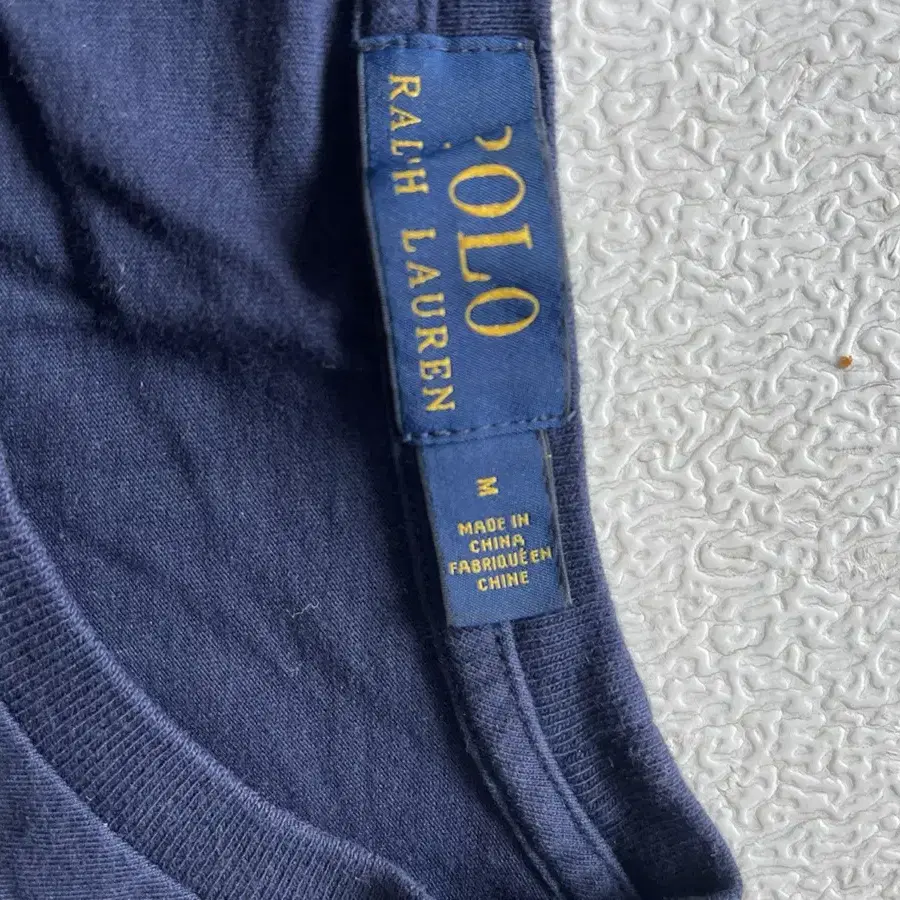 POLO
RALPH LAUREN
M
MADE IN
CHINA
FABRIQUÉ EN
CHINE